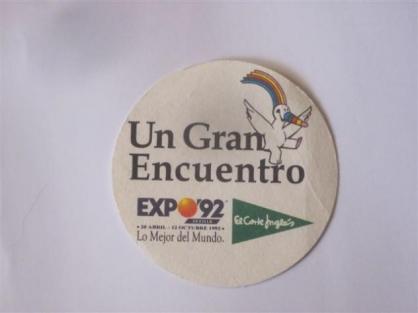 Un Gran
Encuentro
EXPO'92
SEVILLA
• 20 ABRIL - 12 OCTUBRE 1992 •
Lo Mejor del Mundo.
El Corte Inglés